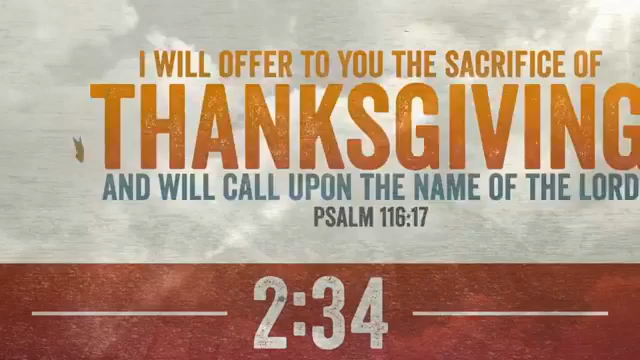 I WILL OFFER TO YOU THE SACRIFICE OF
THANKSGIVING
AND WILL CALL UPON THE NAME OF THE LORD
PSALM 116:17
2:34